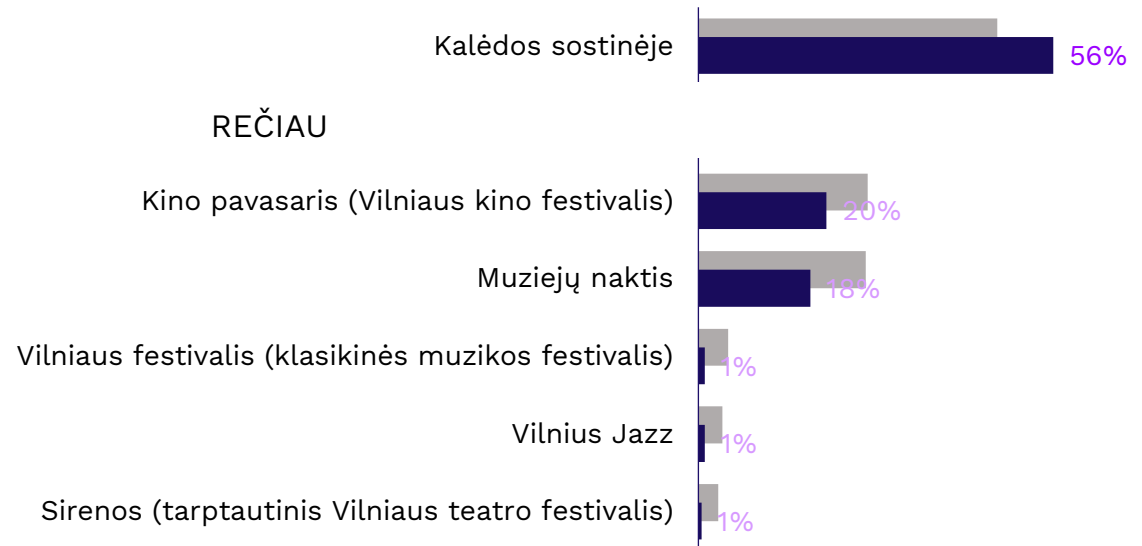 Kalėdos sostinėje 56%
REČIAU
Kino pavasaris (Vilniaus kino festivalis) 20%
Muziejų naktis 18%
Vilniaus festivalis (klasikinės muzikos festivalis) 1%
Vilnius Jazz 1%
Sirenos (tarptautinis Vilniaus teatro festivalis) 1%